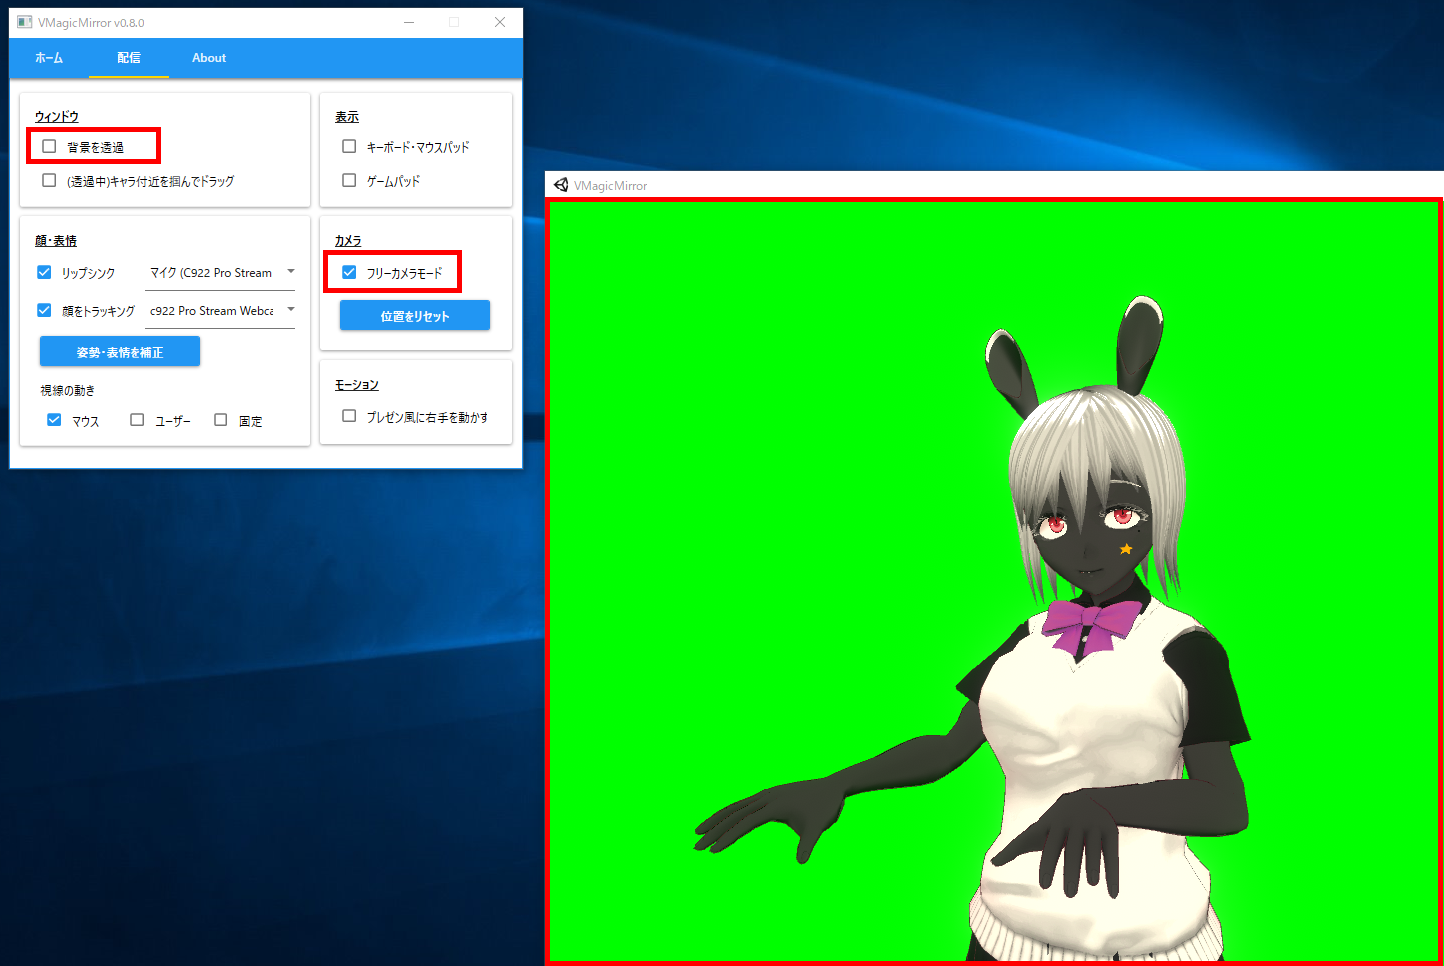 VMagicMirror v0.8.0
ホーム 配信 About
ウィンドウ
背景を透過
(透過中)キャラ付近を掴んでドラッグ
表示
キーボード・マウスパッド
ゲームパッド
顔・表情
リップシンク マイク (C922 Pro Stream
顔をトラッキング c922 Pro Stream Webca
姿勢・表情を補正
視線の動き
マウス ユーザー 固定
カメラ
フリーカメラモード
位置をリセット
モーション
プレゼン風に右手を動かす
VMagicMirror